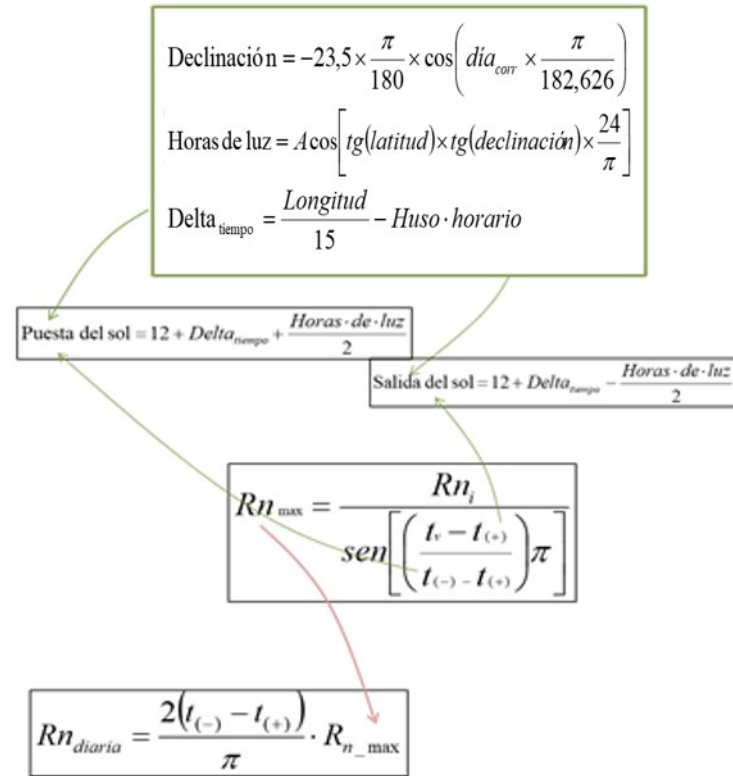 Declinación = −23,5 × π/180 × cos(día_corr × π/182,626)
Horas de luz = Acos[tg(latitud) × tg(declinación) × 24/π]
Delta_tiempo = Longitud/15 − Huso · horario
Puesta del sol = 12 + Delta_tiempo + Horas · de · luz/2
Salida del sol = 12 + Delta_tiempo − Horas · de · luz/2
Rn_max = Rn_i/sen[((t_v − t_(+))/(t_(−) − t_(+)))π]
Rn_diaria = 2(t_(−) − t_(+))/π · R_n_max